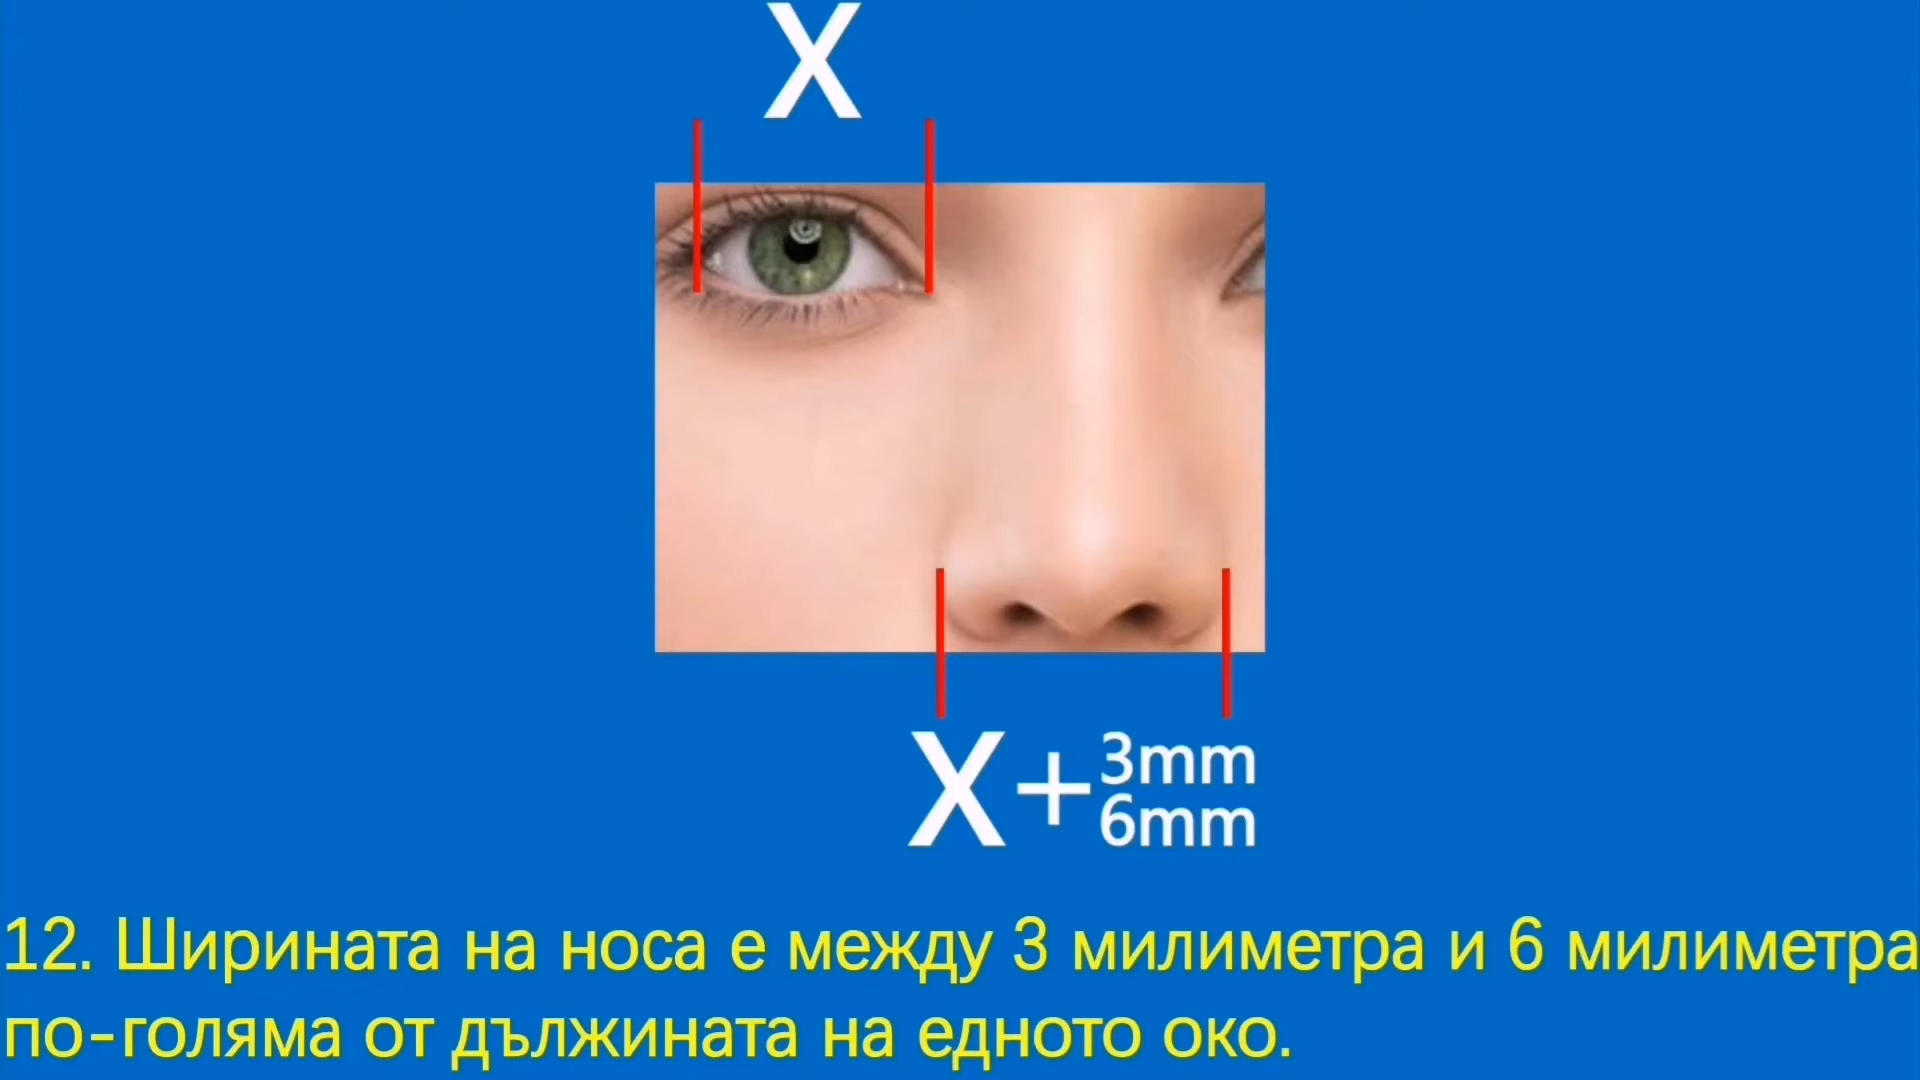 X
X+3mm
6mm
12. Ширината на носа е между 3 милиметра и 6 милиметра
по-голяма от дължината на едното око.